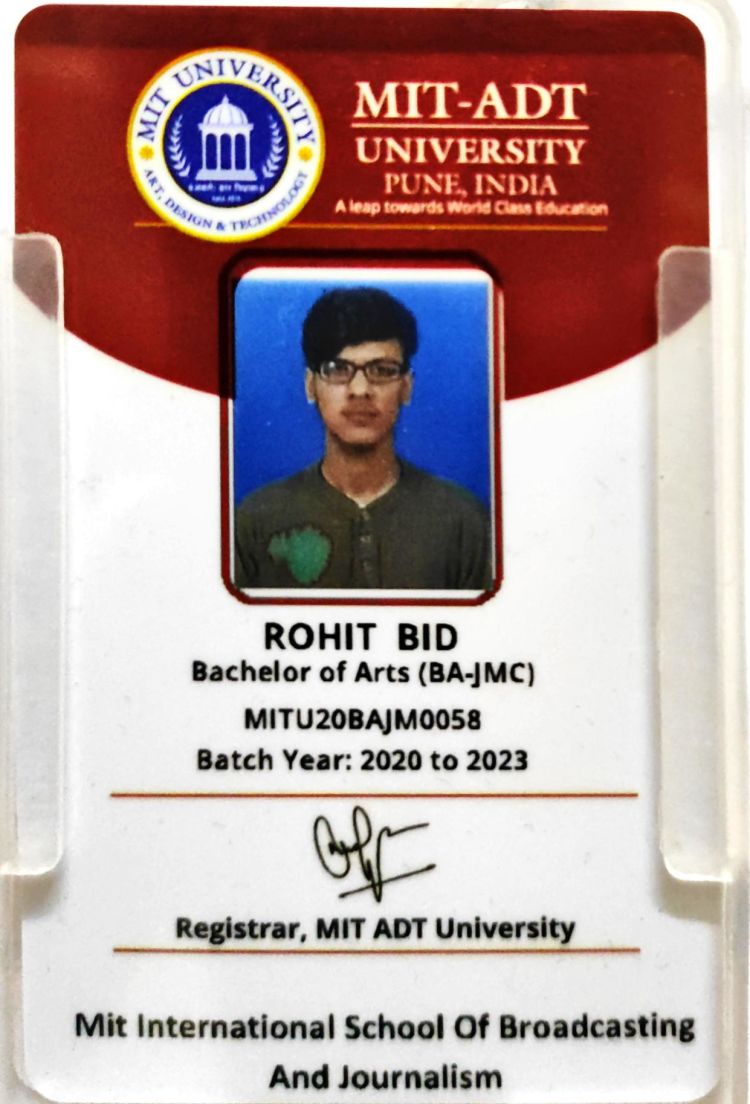 MIT UNIVERSITY
ART, DESIGN & TECHNOLOGY
MIT-ADT
UNIVERSITY
PUNE, INDIA
A leap towards World Class Education
ROHIT BID
Bachelor of Arts (BA-JMC)
MITU20BAJM0058
Batch Year: 2020 to 2023
Registrar, MIT ADT University
Mit International School Of Broadcasting
And Journalism